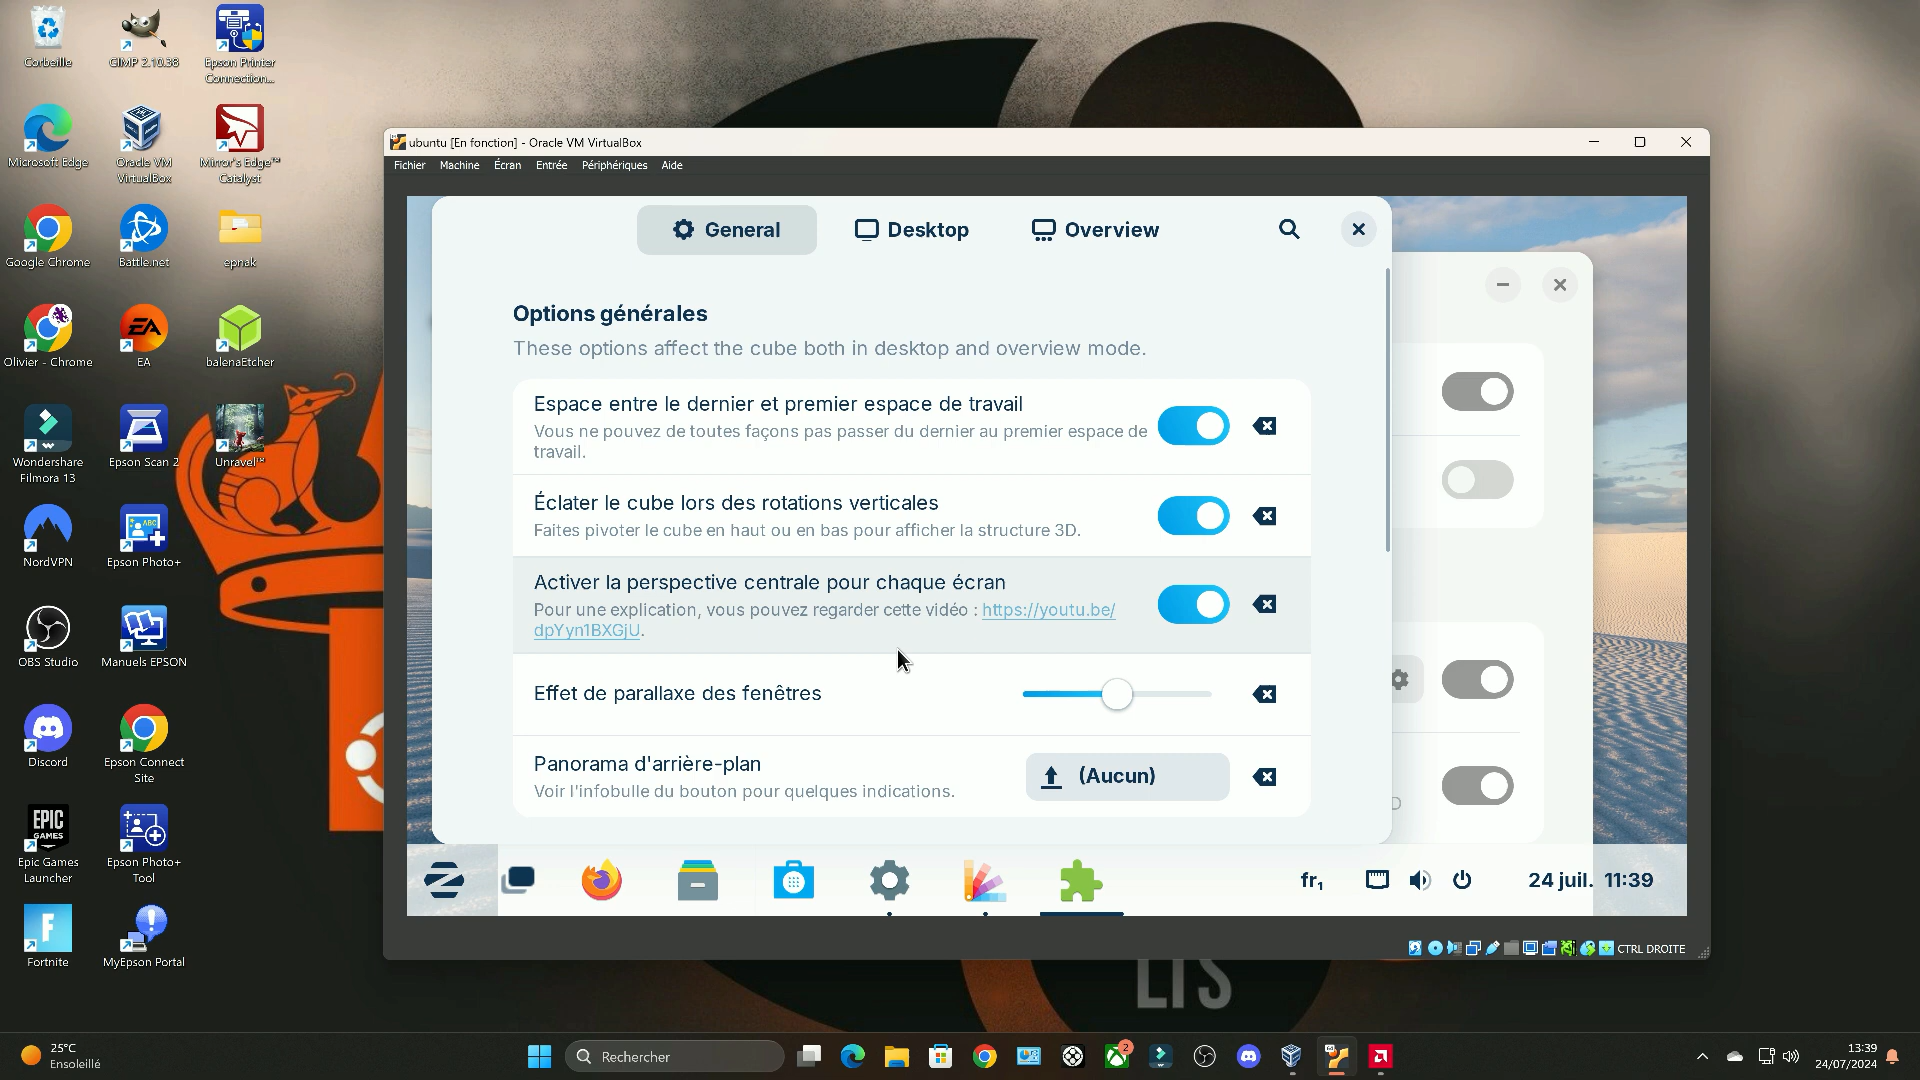 Corbeille
GIMP 2.10.38
Epson Printer
Connection...
Microsoft Edge
Oracle VM
VirtualBox
Mirror's Edge™
Catalyst
Google Chrome
Battle.net
epnak
Olivier - Chrome
EA
balenaEtcher
Wondershare
Filmora 13
Epson Scan 2
Unravel™
NordVPN
Epson Photo+
OBS Studio
Manuels EPSON
Discord
Epson Connect
Site
EPIC
GAMES
Epic Games
Launcher
Epson Photo+
Tool
Fortnite
MyEpson Portal
ubuntu [En fonction] - Oracle VM VirtualBox
Fichier Machine Écran Entrée Périphériques Aide
General Desktop Overview
Options générales
These options affect the cube both in desktop and overview mode.
Espace entre le dernier et premier espace de travail
Vous ne pouvez de toutes façons pas passer du dernier au premier espace de
travail.
Éclater le cube lors des rotations verticales
Faites pivoter le cube en haut ou en bas pour afficher la structure 3D.
Activer la perspective centrale pour chaque écran
Pour une explication, vous pouvez regarder cette vidéo : https://youtu.be/
dpYyn1BXGjU.
Effet de parallaxe des fenêtres
Panorama d'arrière-plan
(Aucun)
Voir l'infobulle du bouton pour quelques indications.
fr₁ 24 juil. 11:39
CTRL DROITE
LTS
25°C
Ensoleillé
Rechercher
2
13:39
24/07/2024